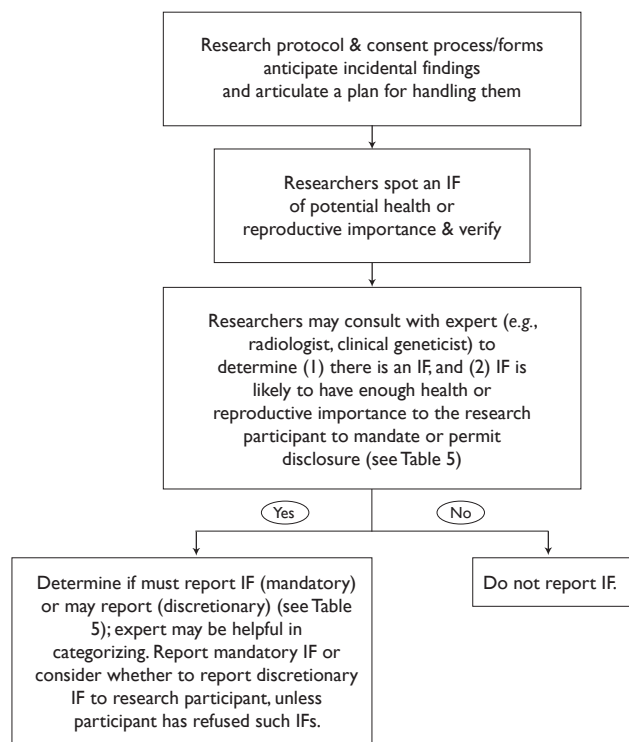 Research protocol & consent process/forms
anticipate incidental findings
and articulate a plan for handling them
Researchers spot an IF
of potential health or
reproductive importance & verify
Researchers may consult with expert (e.g.,
radiologist, clinical geneticist) to
determine (1) there is an IF, and (2) IF is
likely to have enough health or
reproductive importance to the research
participant to mandate or permit
disclosure (see Table 5)
Yes
No
Determine if must report IF (mandatory)
or may report (discretionary) (see Table
5); expert may be helpful in
categorizing. Report mandatory IF or
consider whether to report discretionary
IF to research participant, unless
participant has refused such IFs.
Do not report IF.